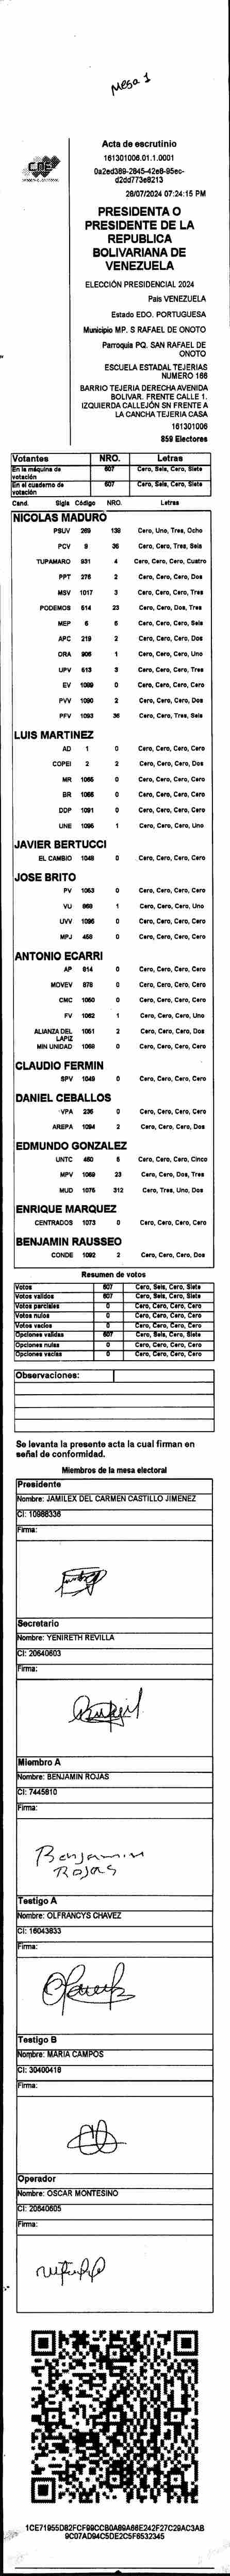 Mesa 1
CNE
Acta de escrutinio
161301006.01.1.0001
0a2ed389-2845-42e8-95ec-
d2dd773e8213
28/07/2024 07:24:15 PM
PRESIDENTA O
PRESIDENTE DE LA
REPUBLICA
BOLIVARIANA DE
VENEZUELA
ELECCIÓN PRESIDENCIAL 2024
País VENEZUELA
Estado EDO. PORTUGUESA
Municipio MP. S RAFAEL DE ONOTO
Parroquia PQ. SAN RAFAEL DE
ONOTO
ESCUELA ESTADAL TEJERIAS
NUMERO 166
BARRIO TEJERIA DERECHA AVENIDA
BOLIVAR. FRENTE CALLE 1.
IZQUIERDA CALLEJÓN SN FRENTE A
LA CANCHA TEJERIA CASA
161301006
859 Electores
Votantes NRO. Letras
En la máquina de votación 607 Cero, Seis, Cero, Siete
En el cuaderno de votación 607 Cero, Seis, Cero, Siete
Cand. Sigla Código NRO. Letras
NICOLAS MADURO
PSUV 269 138 Cero, Uno, Tres, Ocho
PCV 9 36 Cero, Cero, Tres, Seis
TUPAMARO 931 4 Cero, Cero, Cero, Cuatro
PPT 276 2 Cero, Cero, Cero, Dos
MSV 1017 3 Cero, Cero, Cero, Tres
PODEMOS 514 23 Cero, Cero, Dos, Tres
MEP 6 6 Cero, Cero, Cero, Seis
APC 219 2 Cero, Cero, Cero, Dos
ORA 906 1 Cero, Cero, Cero, Uno
UPV 613 3 Cero, Cero, Cero, Tres
EV 1089 0 Cero, Cero, Cero, Cero
PVV 1090 2 Cero, Cero, Cero, Dos
PFV 1093 36 Cero, Cero, Tres, Seis
LUIS MARTINEZ
AD 1 0 Cero, Cero, Cero, Cero
COPEI 2 2 Cero, Cero, Cero, Dos
MR 1065 0 Cero, Cero, Cero, Cero
BR 1066 0 Cero, Cero, Cero, Cero
DDP 1091 0 Cero, Cero, Cero, Cero
UNE 1096 1 Cero, Cero, Cero, Uno
JAVIER BERTUCCI
EL CAMBIO 1048 0 Cero, Cero, Cero, Cero
JOSE BRITO
PV 1053 0 Cero, Cero, Cero, Cero
VU 969 1 Cero, Cero, Cero, Uno
UVV 1095 0 Cero, Cero, Cero, Cero
MPJ 458 0 Cero, Cero, Cero, Cero
ANTONIO ECARRI
AP 914 0 Cero, Cero, Cero, Cero
MOVEV 878 0 Cero, Cero, Cero, Cero
CMC 1050 0 Cero, Cero, Cero, Cero
FV 1062 1 Cero, Cero, Cero, Uno
ALIANZA DEL LAPIZ 1051 2 Cero, Cero, Cero, Dos
MIN UNIDAD 1068 0 Cero, Cero, Cero, Cero
CLAUDIO FERMIN
SPV 1049 0 Cero, Cero, Cero, Cero
DANIEL CEBALLOS
VPA 236 0 Cero, Cero, Cero, Cero
AREPA 1094 2 Cero, Cero, Cero, Dos
EDMUNDO GONZALEZ
UNTC 450 5 Cero, Cero, Cero, Cinco
MPV 1069 23 Cero, Cero, Dos, Tres
MUD 1075 312 Cero, Tres, Uno, Dos
ENRIQUE MARQUEZ
CENTRADOS 1073 0 Cero, Cero, Cero, Cero
BENJAMIN RAUSSEO
CONDE 1092 2 Cero, Cero, Cero, Dos
Resumen de votos
Votos 607 Cero, Seis, Cero, Siete
Votos validos 607 Cero, Seis, Cero, Siete
Votos parciales 0 Cero, Cero, Cero, Cero
Votos nulos 0 Cero, Cero, Cero, Cero
Votos vacios 0 Cero, Cero, Cero, Cero
Opciones validas 607 Cero, Seis, Cero, Siete
Opciones nulas 0 Cero, Cero, Cero, Cero
Opciones vacias 0 Cero, Cero, Cero, Cero
Observaciones:
Se levanta la presente acta la cual firman en
señal de conformidad.
Miembros de la mesa electoral
Presidente
Nombre: JAMILEX DEL CARMEN CASTILLO JIMENEZ
CI: 10988336
Firma:
Secretario
Nombre: YENIRETH REVILLA
CI: 20640603
Firma:
Miembro A
Nombre: BENJAMIN ROJAS
CI: 7445610
Firma:
Benjamin
Rojas
Testigo A
Nombre: OLFRANCYS CHAVEZ
CI: 16043833
Firma:
Testigo B
Nombre: MARIA CAMPOS
CI: 30400418
Firma:
Operador
Nombre: OSCAR MONTESINO
CI: 20640605
Firma:
1CE71955D82FCF99CCB0A89A66E242F27C29AC3AB
9C07AD94C5DE2C5F6532345